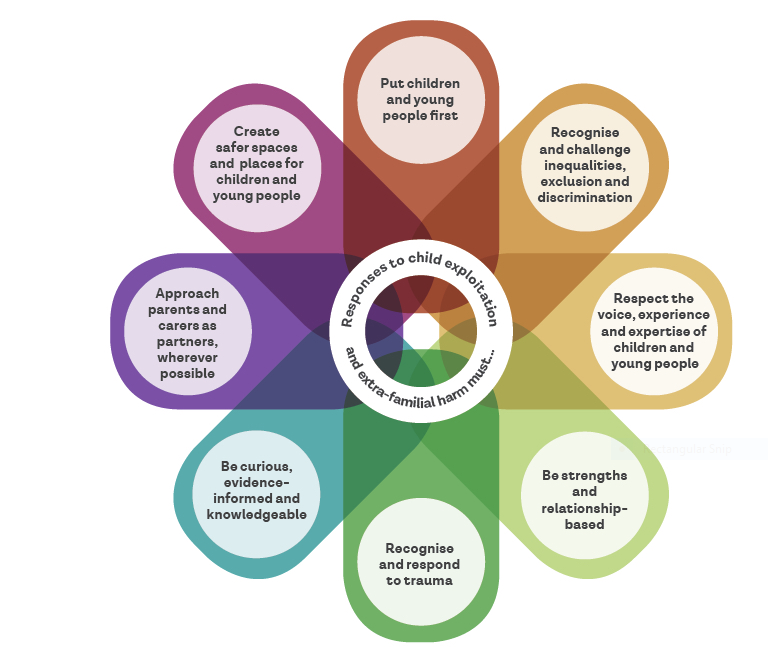 Put children
and young
people first
Recognise
and challenge
inequalities,
exclusion and
discrimination
Respect the
voice, experience
and expertise of
children and
young people
Be strengths
and
relationship-
based
Recognise
and respond
to trauma
Be curious,
evidence-
informed and
knowledgeable
Approach
parents and
carers as
partners,
wherever
possible
Create
safer spaces
and places for
children and
young people
Responses to child exploitation
and extra-familial harm must...
Rectangular Snip